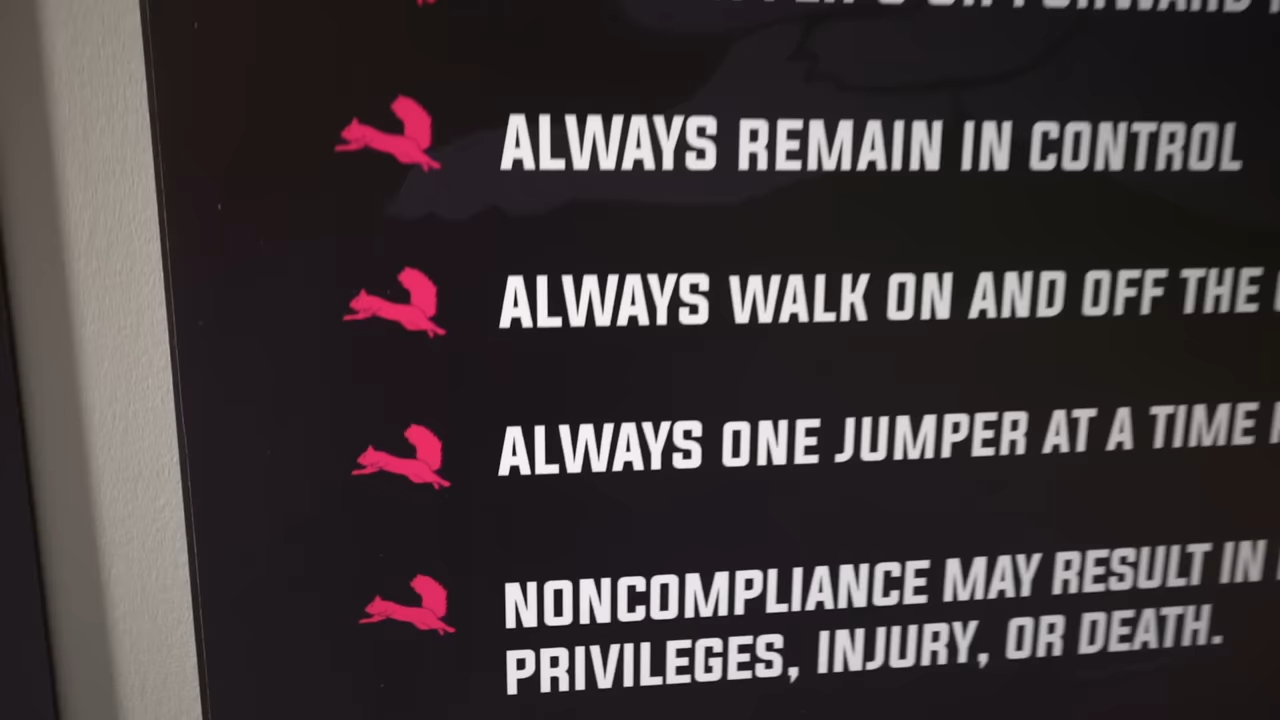 FORWARD
ALWAYS REMAIN IN CONTROL
ALWAYS WALK ON AND OFF THE
ALWAYS ONE JUMPER AT A TIME
NONCOMPLIANCE MAY RESULT IN
PRIVILEGES, INJURY, OR DEATH.